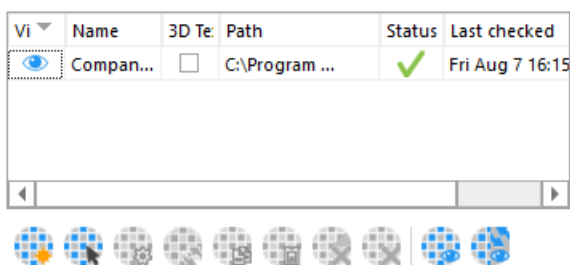 Vi Name 3D Te: Path Status Last checked
Compan... C:\Program ... Fri Aug 7 16:15